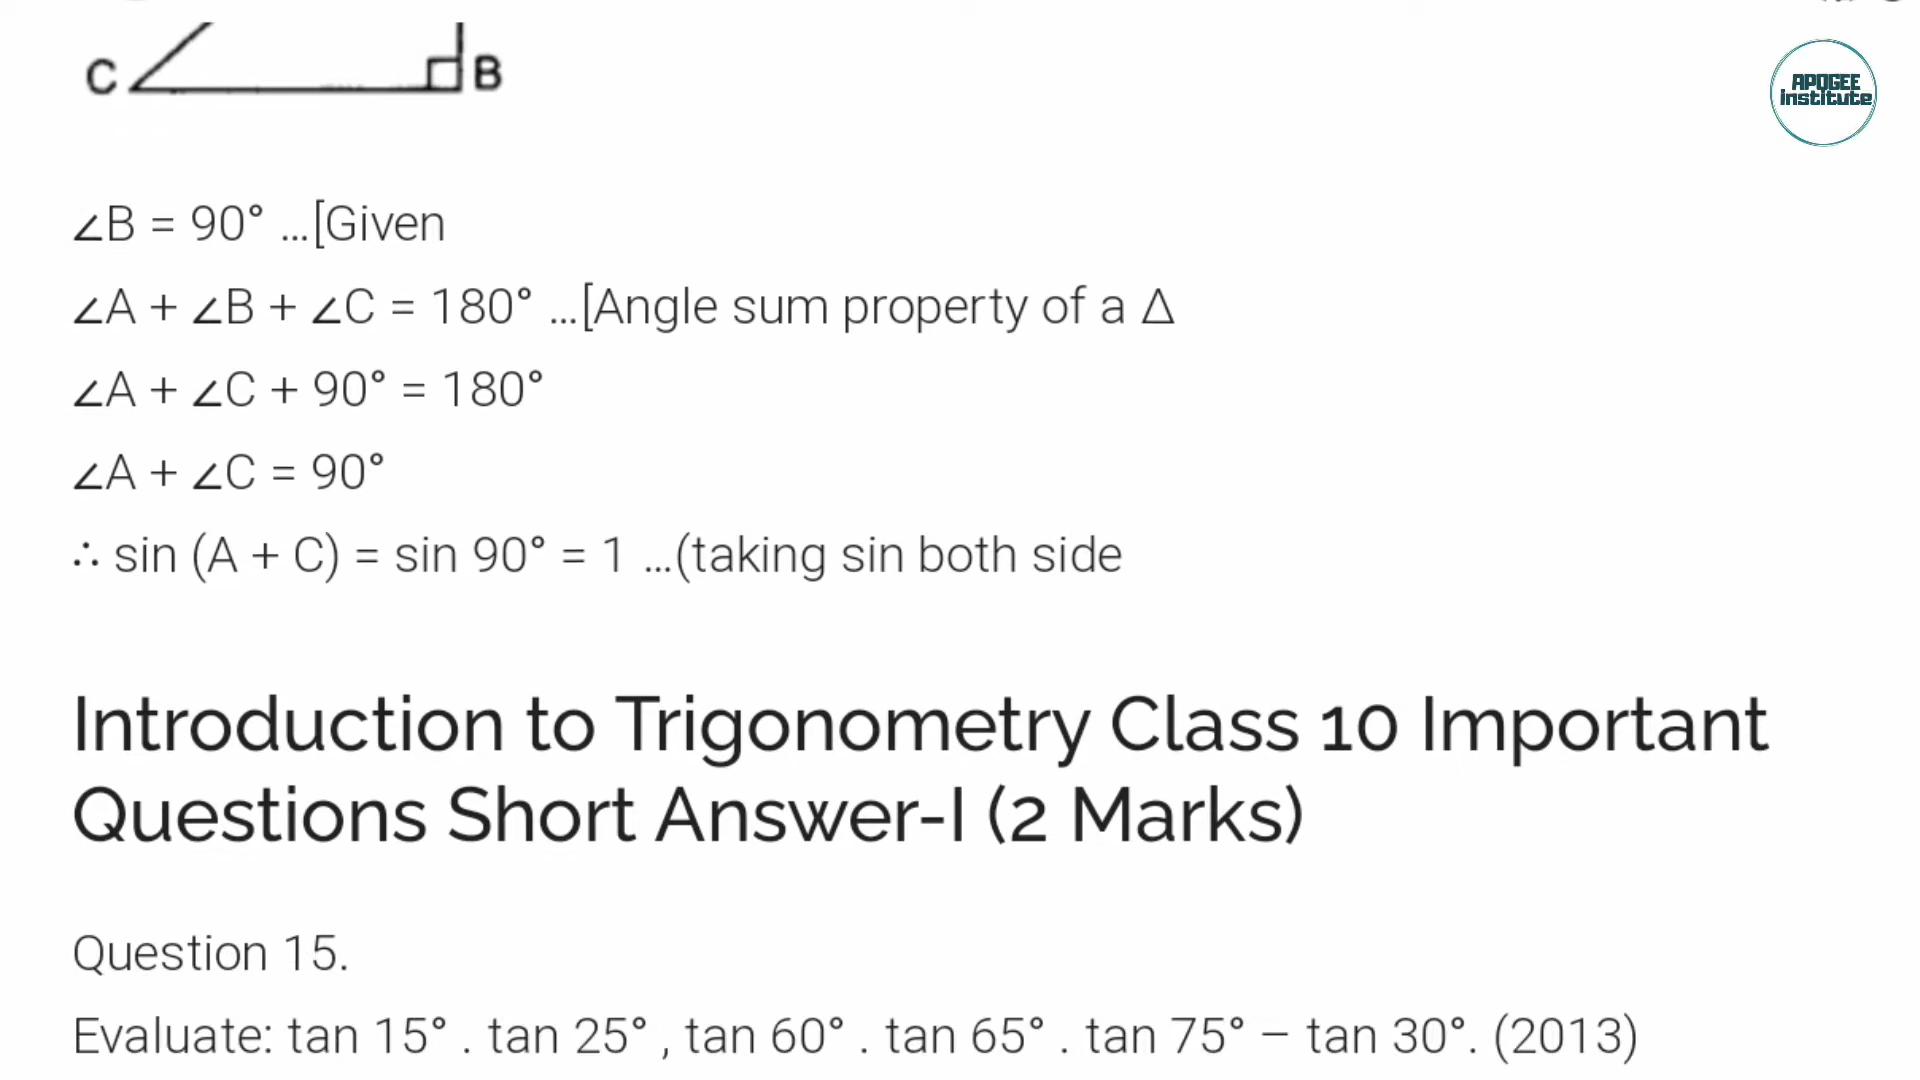 C
B
APOGEE
institute
∠B = 90° …[Given
∠A + ∠B + ∠C = 180° …[Angle sum property of a Δ
∠A + ∠C + 90° = 180°
∠A + ∠C = 90°
∴ sin (A + C) = sin 90° = 1 …(taking sin both side
Introduction to Trigonometry Class 10 Important
Questions Short Answer-I (2 Marks)
Question 15.
Evaluate: tan 15° . tan 25° , tan 60° . tan 65° . tan 75° – tan 30°. (2013)